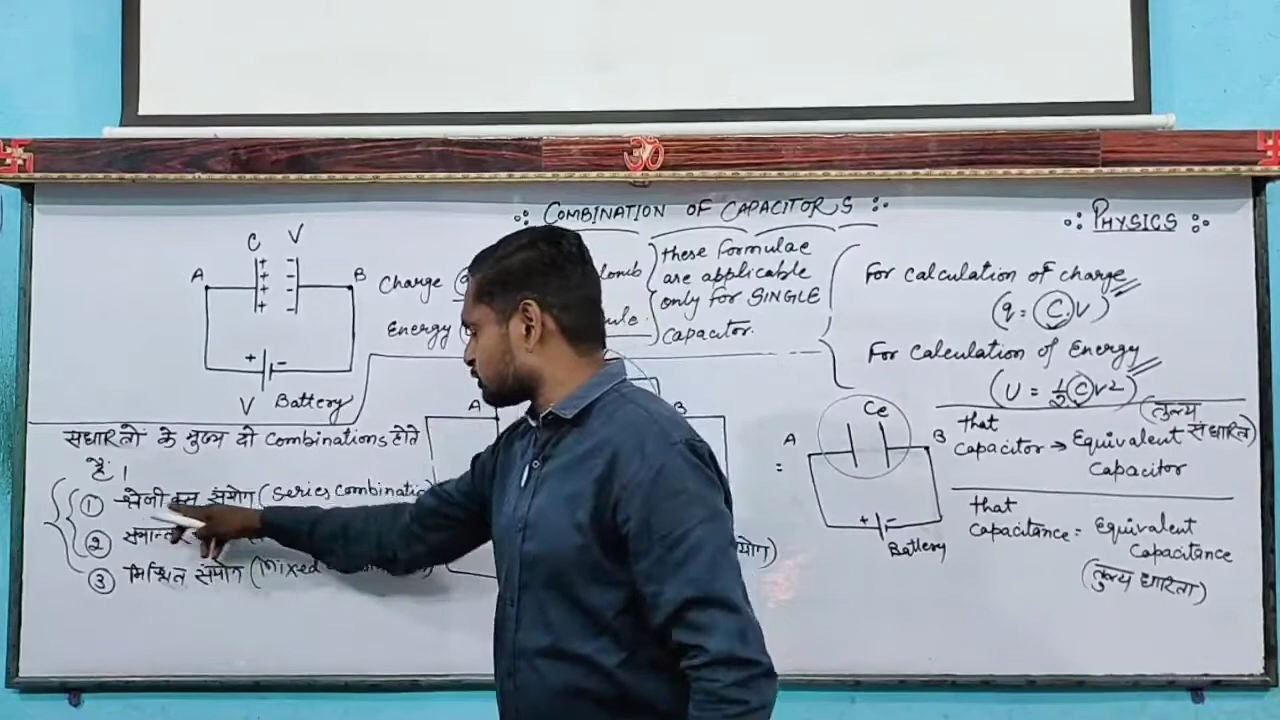 ∴ COMBINATION OF CAPACITORS ∴
∴ PHYSICS ∴
C V
A B
+ -
V Battery
Charge
Energy
these formulae
are applicable
only for SINGLE
capacitor.
For calculation of charge
(q = C V)
For calculation of Energy
(U = 1/2 C V²)
संधारित्रों के मुख्य दो Combinations होते
हैं।
① श्रेणी क्रम संयोग (Series Combination
②
③ मिश्रित संयोग (Mixed
A B
Ce
A B
=
+ -
Battery
that (तुल्य
capacitor → Equivalent संधारित्र)
Capacitor
that
capacitance = Equivalent
Capacitance
(तुल्य धारिता)